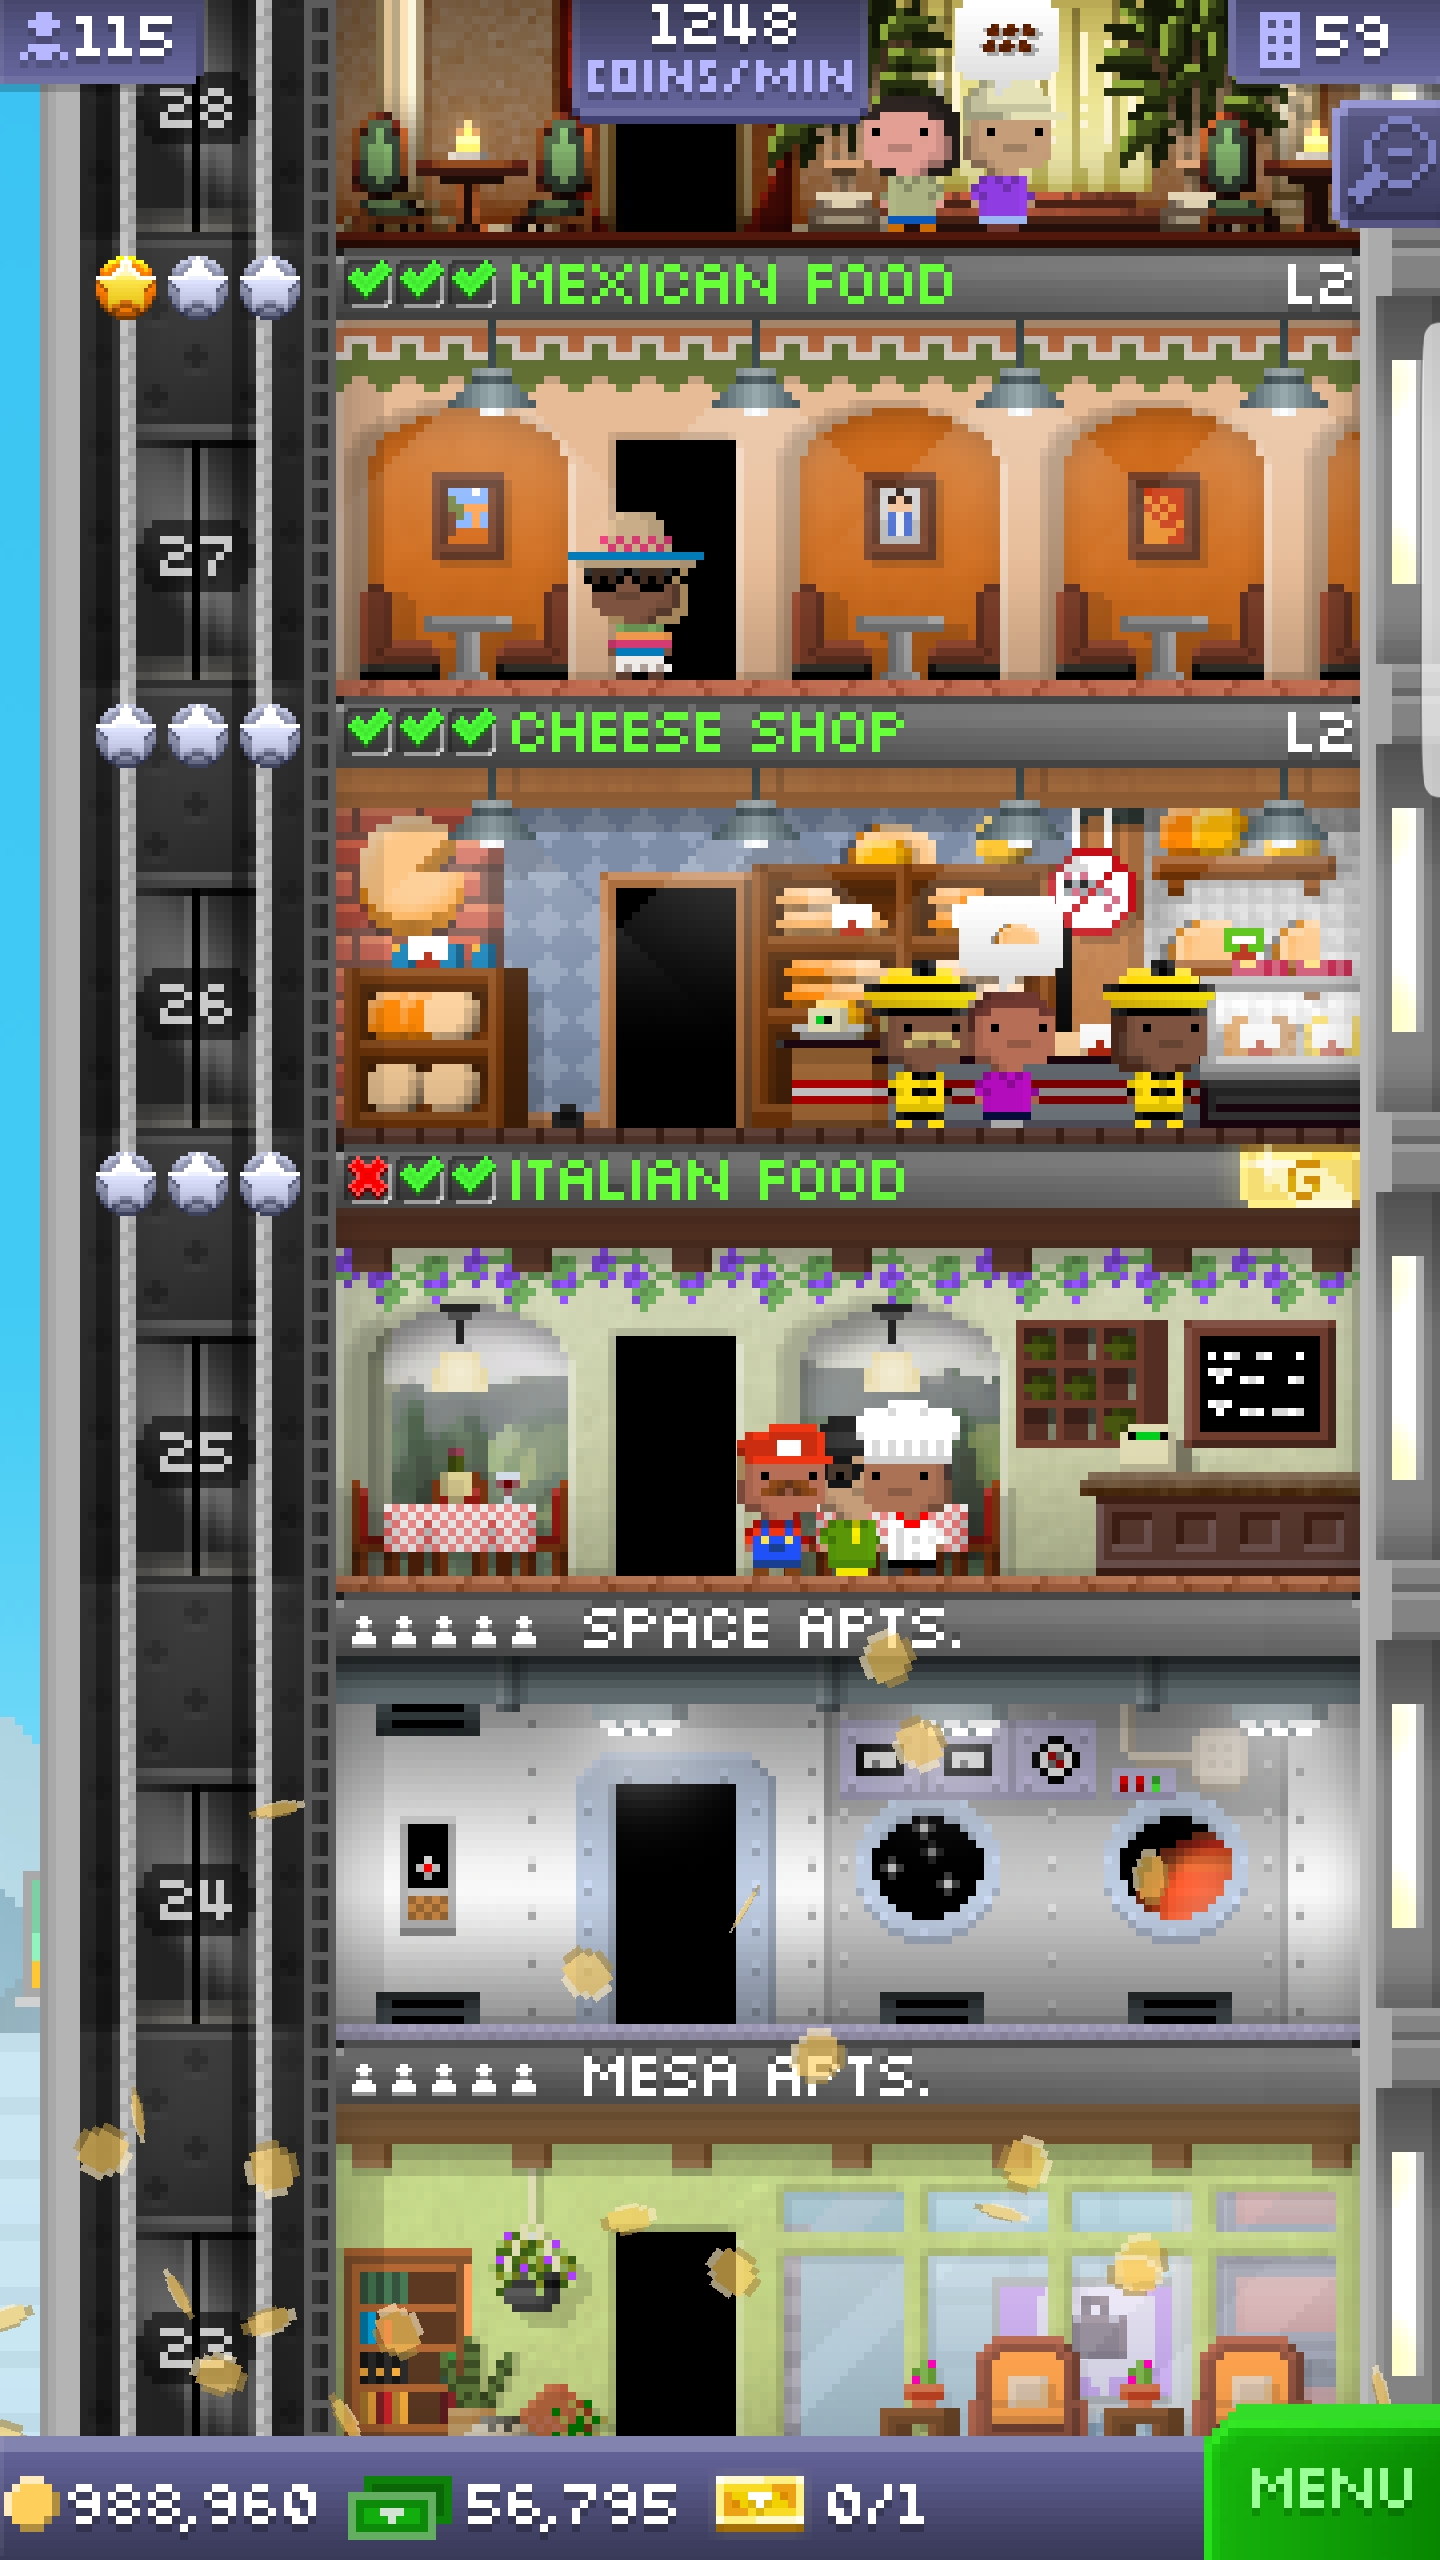 115
1248
COINS/MIN
59
28
MEXICAN FOOD L2
27
CHEESE SHOP L2
26
ITALIAN FOOD G
25
SPACE APTS.
24
MESA APTS.
23
988,960 56,795 0/1
MENU